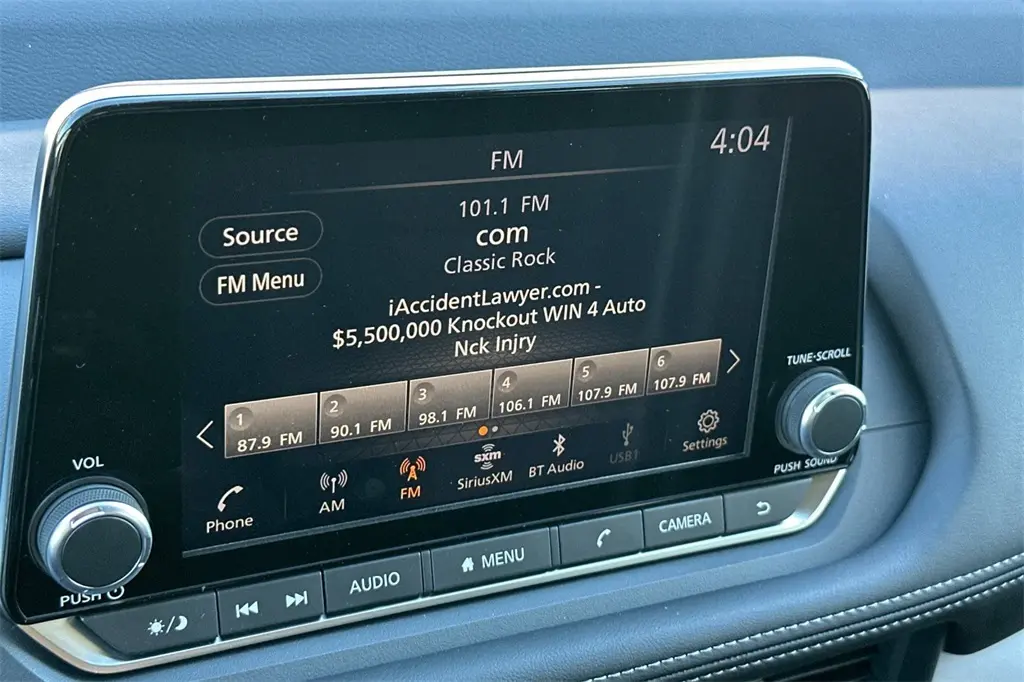 FM
4:04
101.1 FM
Source
com
Classic Rock
FM Menu
iAccidentLawyer.com -
$5,500,000 Knockout WIN 4 Auto
Nck Injry
TUNE·SCROLL
1
87.9 FM
2
90.1 FM
3
98.1 FM
4
106.1 FM
5
107.9 FM
6
107.9 FM
Phone
AM
FM
sxm
SiriusXM
BT Audio
USB1
Settings
VOL
PUSH SOUND
PUSH
AUDIO
MENU
CAMERA